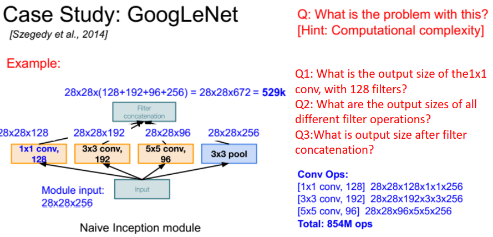 Case Study: GoogLeNet
[Szegedy et al., 2014]
Q: What is the problem with this?
[Hint: Computational complexity]
Example:
28x28x(128+192+96+256) = 28x28x672 = 529k
Filter
concatenation
28x28x128
28x28x192
28x28x96
28x28x256
1x1 conv,
128
3x3 conv,
192
5x5 conv,
96
3x3 pool
Module input:
28x28x256
Input
Naive Inception module
Q1: What is the output size of the1x1
conv, with 128 filters?
Q2: What are the output sizes of all
different filter operations?
Q3:What is output size after filter
concatenation?
Conv Ops:
[1x1 conv, 128] 28x28x128x1x1x256
[3x3 conv, 192] 28x28x192x3x3x256
[5x5 conv, 96] 28x28x96x5x5x256
Total: 854M ops